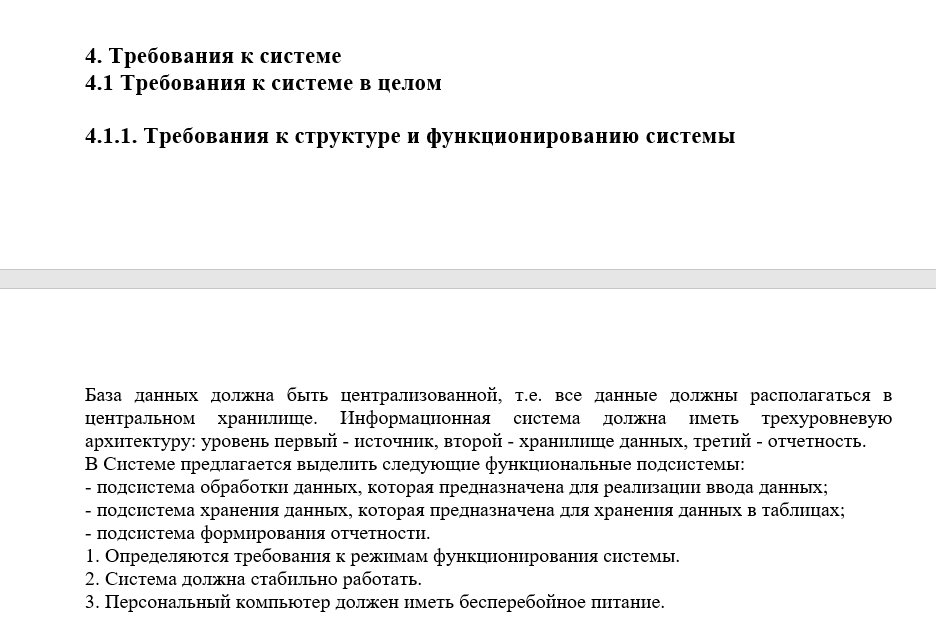 4. Требования к системе
4.1 Требования к системе в целом
4.1.1. Требования к структуре и функционированию системы
База данных должна быть централизованной, т.е. все данные должны располагаться в
центральном хранилище. Информационная система должна иметь трехуровневую
архитектуру: уровень первый - источник, второй - хранилище данных, третий - отчетность.
В Системе предлагается выделить следующие функциональные подсистемы:
- подсистема обработки данных, которая предназначена для реализации ввода данных;
- подсистема хранения данных, которая предназначена для хранения данных в таблицах;
- подсистема формирования отчетности.
1. Определяются требования к режимам функционирования системы.
2. Система должна стабильно работать.
3. Персональный компьютер должен иметь бесперебойное питание.